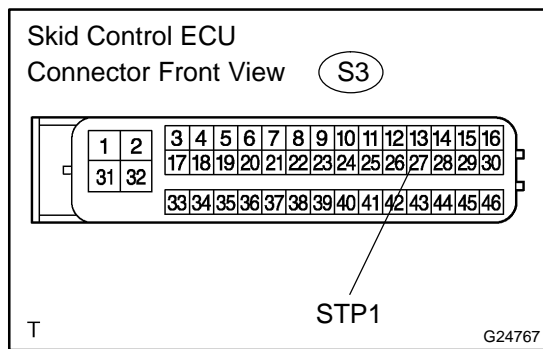 Skid Control ECU
Connector Front View S3
1 2 3 4 5 6 7 8 9 10 11 12 13 14 15 16
17 18 19 20 21 22 23 24 25 26 27 28 29 30
31 32
33 34 35 36 37 38 39 40 41 42 43 44 45 46
STP1
T G24767